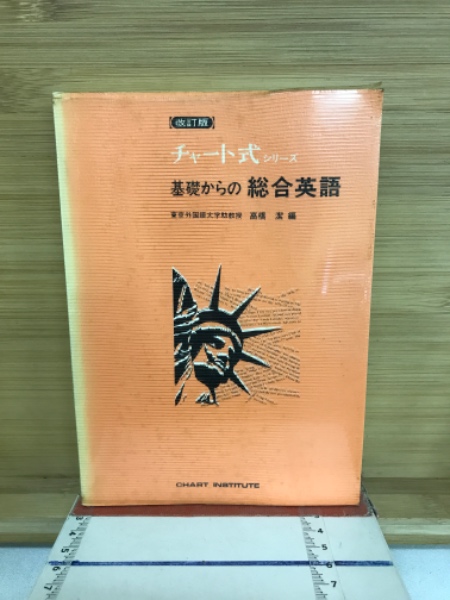 【改訂版】
チャート式シリーズ
基礎からの 総合英語
東京外国語大学助教授 高橋 潔 編
CHART INSTITUTE